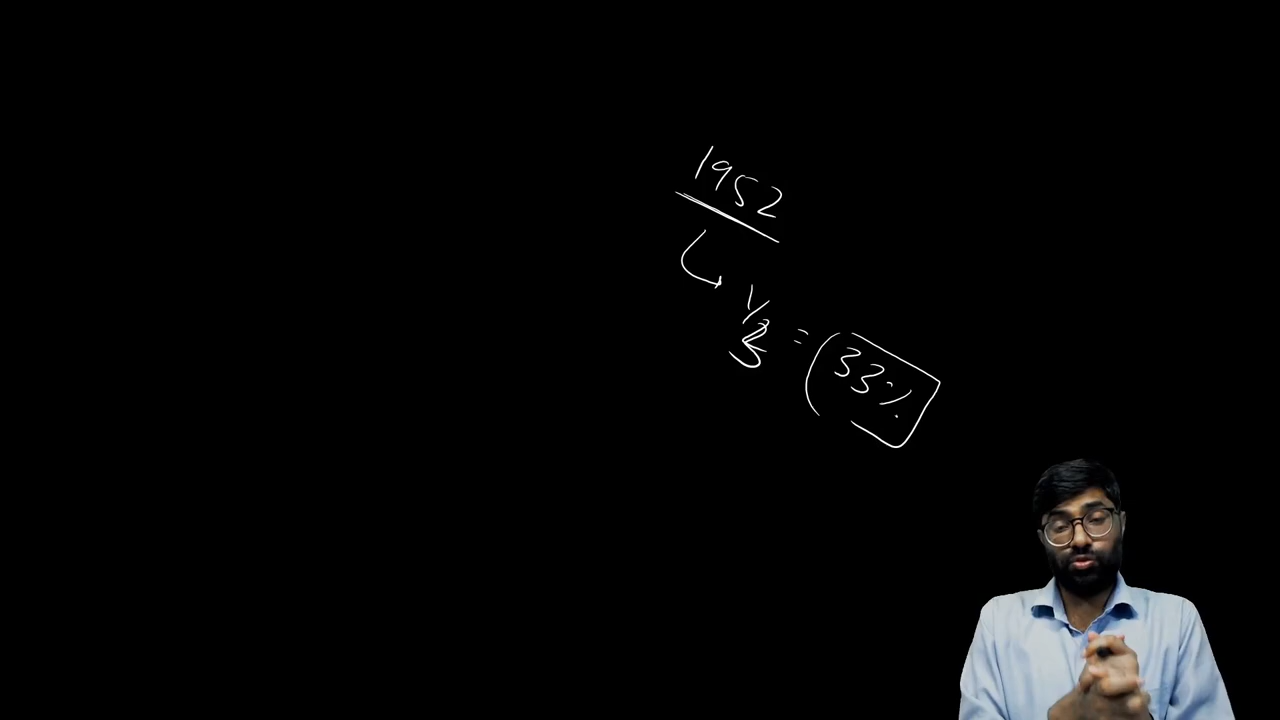 1952
1/3 = 33%